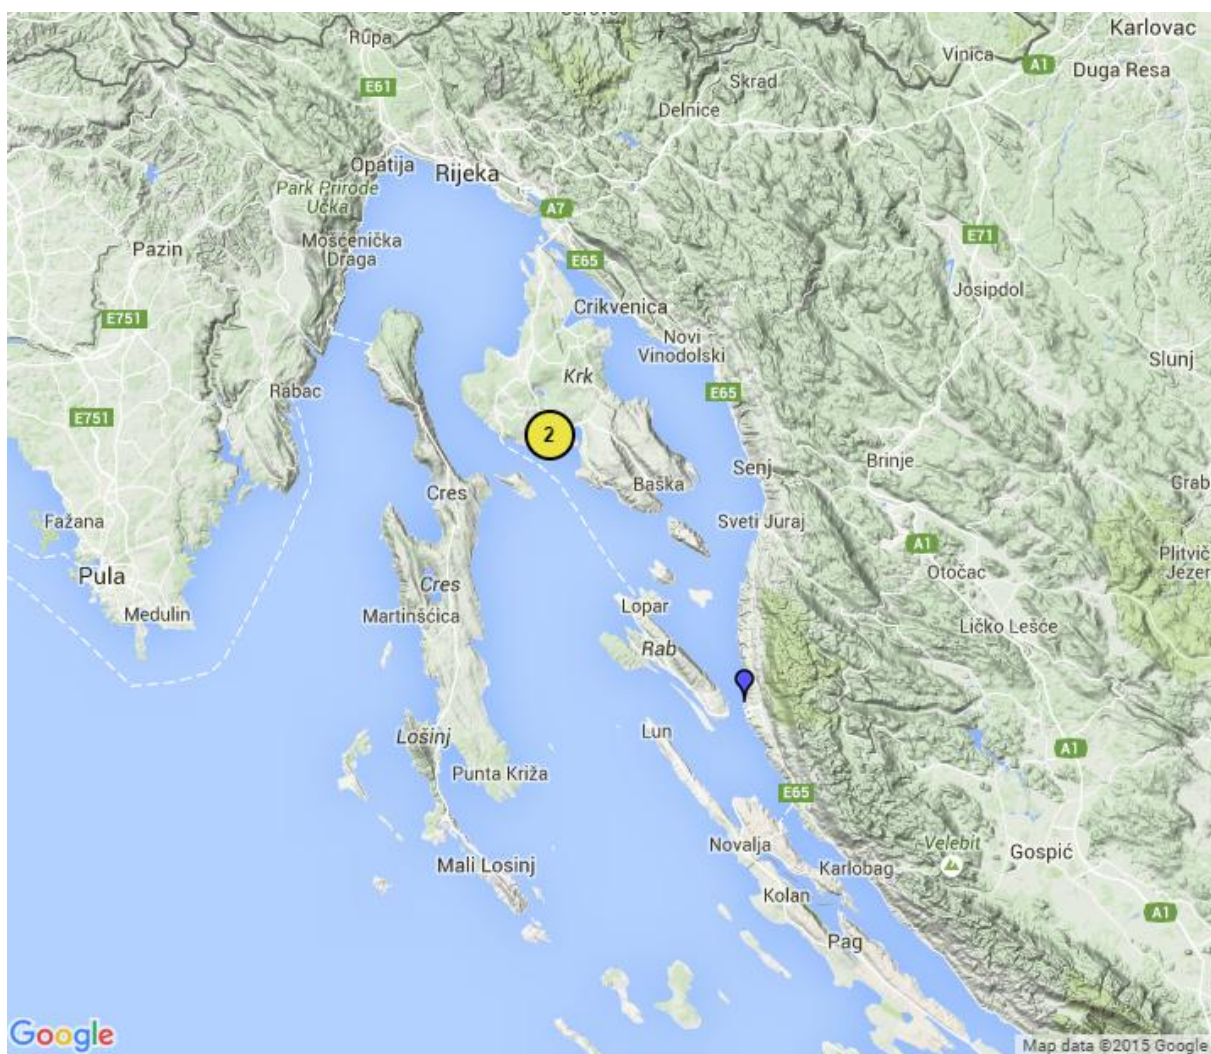 Rupa
Karlovac
Vinica
A1
Duga Resa
Skrad
E61
Delnice
Opatija
Rijeka
Park Prirode
Učka
A7
Mošćenička
Draga
Pazin
E71
E65
Josipdol
Crikvenica
E751
Novi
Vinodolski
Slunj
Krk
Rabac
E65
E751
2
Brinje
Senj
Baška
Grab
Cres
Fažana
Sveti Juraj
A1
Plitvič
Jezer
Pula
Otočac
Cres
Medulin
Martinšćica
Lopar
Ličko Lešće
Rab
Lun
Lošinj
A1
Punta Križa
E65
Novalja
Velebit
Gospić
Mali Losinj
Karlobag
Kolan
A1
Pag
Google
Map data ©2015 Google